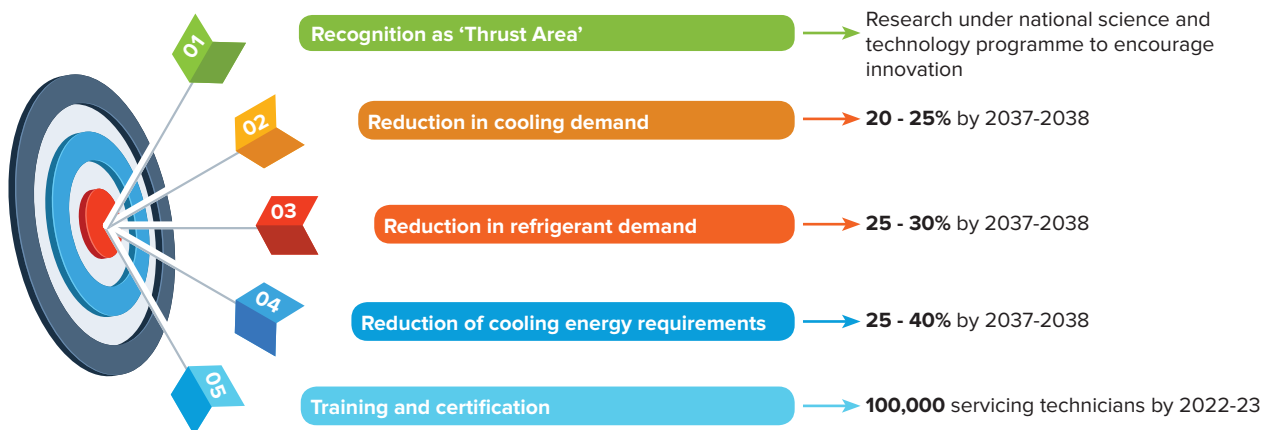 01
Recognition as ‘Thrust Area’
Research under national science and
technology programme to encourage
innovation
02
Reduction in cooling demand
20 - 25% by 2037-2038
03
Reduction in refrigerant demand
25 - 30% by 2037-2038
04
Reduction of cooling energy requirements
25 - 40% by 2037-2038
05
Training and certification
100,000 servicing technicians by 2022-23